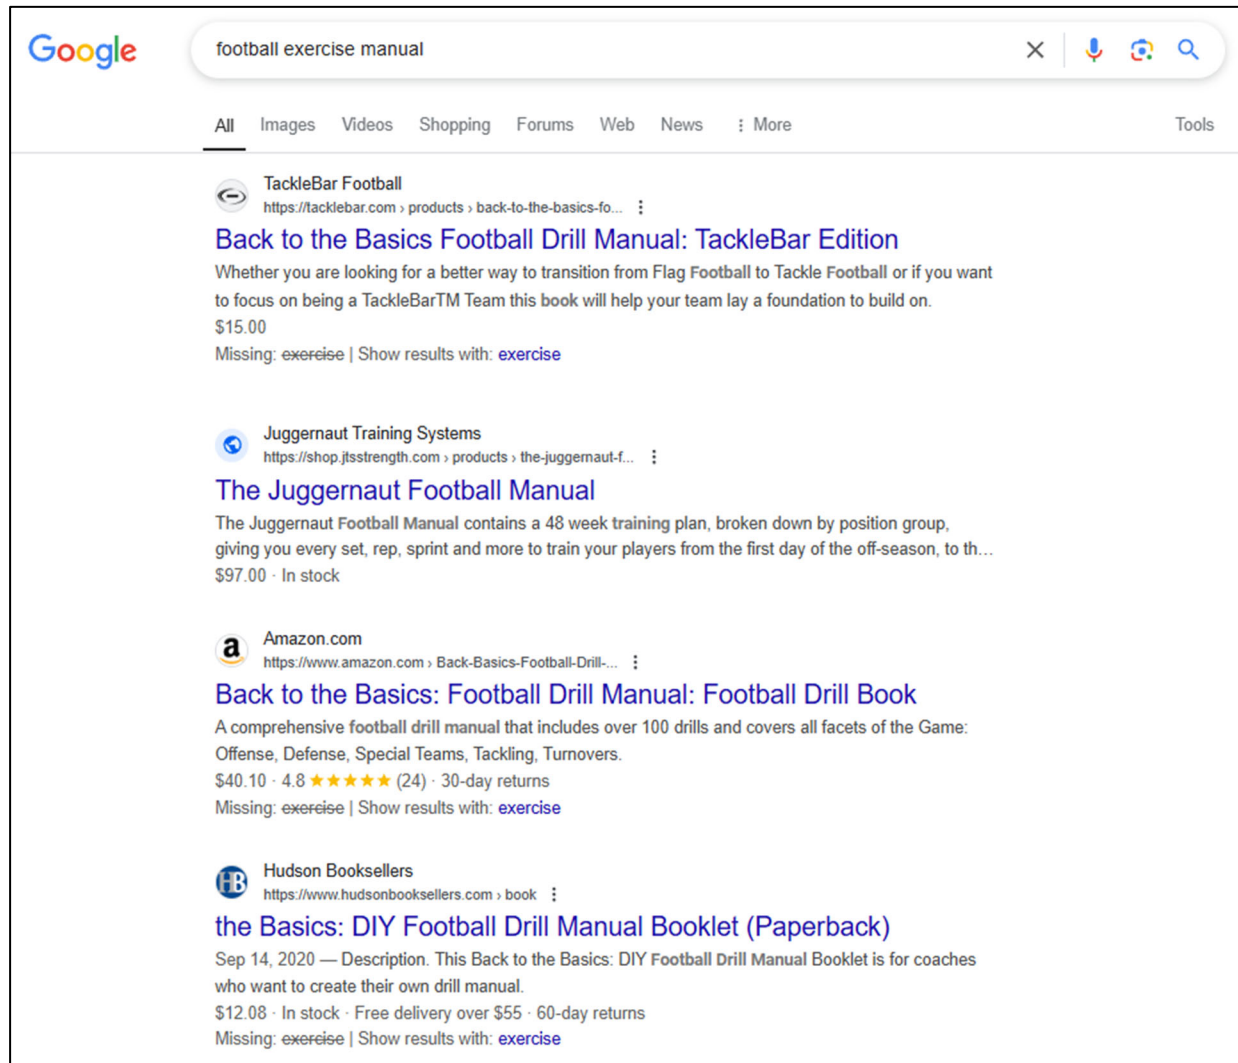 Google
football exercise manual
All Images Videos Shopping Forums Web News More Tools
TackleBar Football
https://tacklebar.com › products › back-to-the-basics-fo...
Back to the Basics Football Drill Manual: TackleBar Edition
Whether you are looking for a better way to transition from Flag Football to Tackle Football or if you want
to focus on being a TackleBarTM Team this book will help your team lay a foundation to build on.
$15.00
Missing: exercise | Show results with: exercise
Juggernaut Training Systems
https://shop.jtsstrength.com › products › the-juggernaut-f...
The Juggernaut Football Manual
The Juggernaut Football Manual contains a 48 week training plan, broken down by position group,
giving you every set, rep, sprint and more to train your players from the first day of the off-season, to th...
$97.00 · In stock
a
Amazon.com
https://www.amazon.com › Back-Basics-Football-Drill-...
Back to the Basics: Football Drill Manual: Football Drill Book
A comprehensive football drill manual that includes over 100 drills and covers all facets of the Game:
Offense, Defense, Special Teams, Tackling, Turnovers.
$40.10 · 4.8 ★★★★★ (24) · 30-day returns
Missing: exercise | Show results with: exercise
HB
Hudson Booksellers
https://www.hudsonbooksellers.com › book
the Basics: DIY Football Drill Manual Booklet (Paperback)
Sep 14, 2020 — Description. This Back to the Basics: DIY Football Drill Manual Booklet is for coaches
who want to create their own drill manual.
$12.08 · In stock · Free delivery over $55 · 60-day returns
Missing: exercise | Show results with: exercise